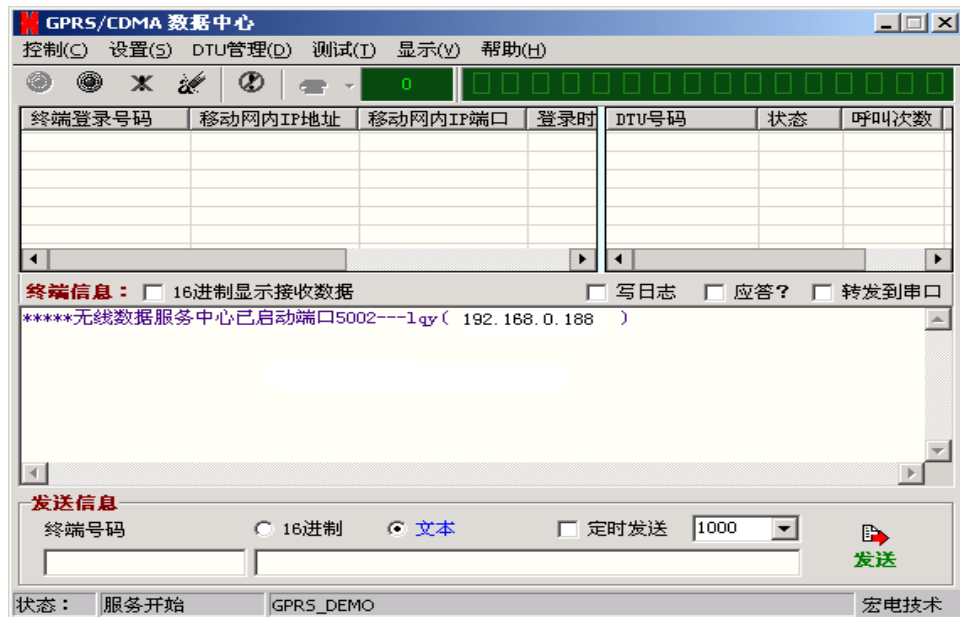 GPRS/CDMA 数据中心
控制(C) 设置(S) DTU管理(D) 测试(T) 显示(V) 帮助(H)
0
终端登录号码 移动网内IP地址 移动网内IP端口 登录时 DTU号码 状态 呼叫次数
终端信息： 16进制显示接收数据 写日志 应答? 转发到串口
*****无线数据服务中心已启动端口5002---lqy( 192.168.0.188 )
发送信息
终端号码 16进制 文本 定时发送 1000
发送
状态： 服务开始 GPRS_DEMO 宏电技术